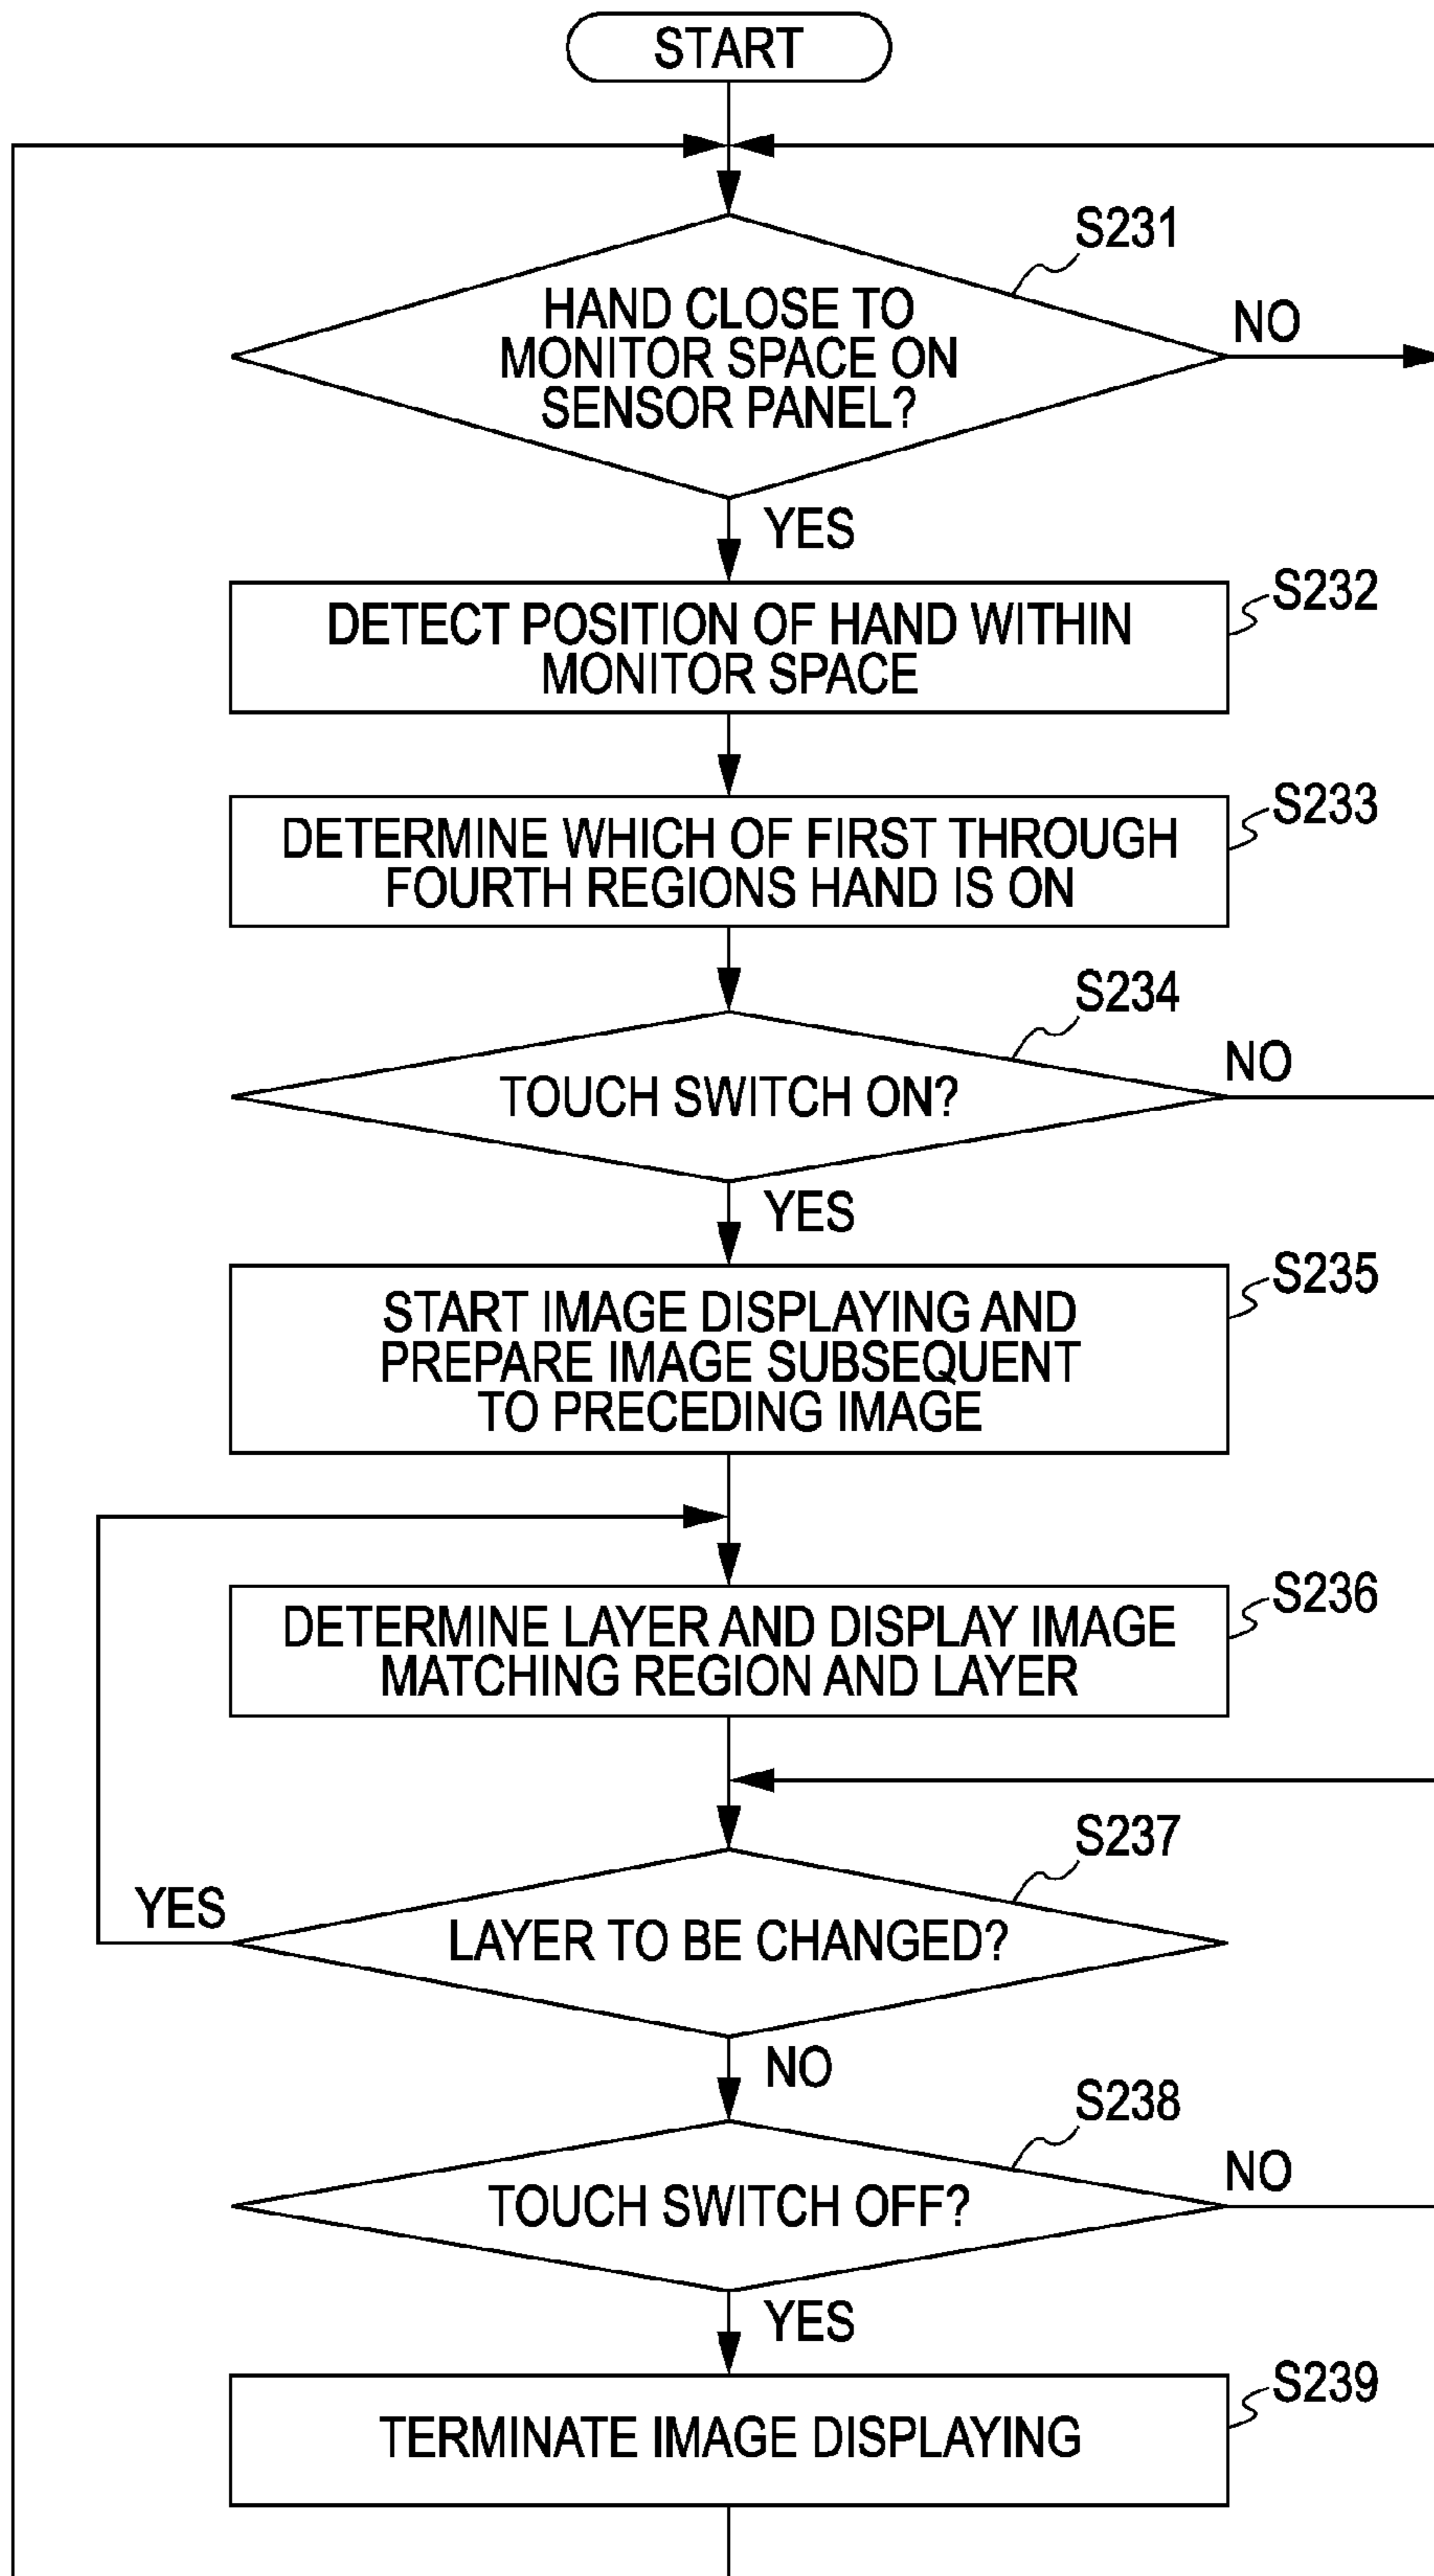 START
S231
HAND CLOSE TO
MONITOR SPACE ON
SENSOR PANEL?
NO
YES
S232
DETECT POSITION OF HAND WITHIN
MONITOR SPACE
S233
DETERMINE WHICH OF FIRST THROUGH
FOURTH REGIONS HAND IS ON
S234
NO
TOUCH SWITCH ON?
YES
S235
START IMAGE DISPLAYING AND
PREPARE IMAGE SUBSEQUENT
TO PRECEDING IMAGE
S236
DETERMINE LAYER AND DISPLAY IMAGE
MATCHING REGION AND LAYER
S237
YES
LAYER TO BE CHANGED?
NO
S238
NO
TOUCH SWITCH OFF?
YES
S239
TERMINATE IMAGE DISPLAYING